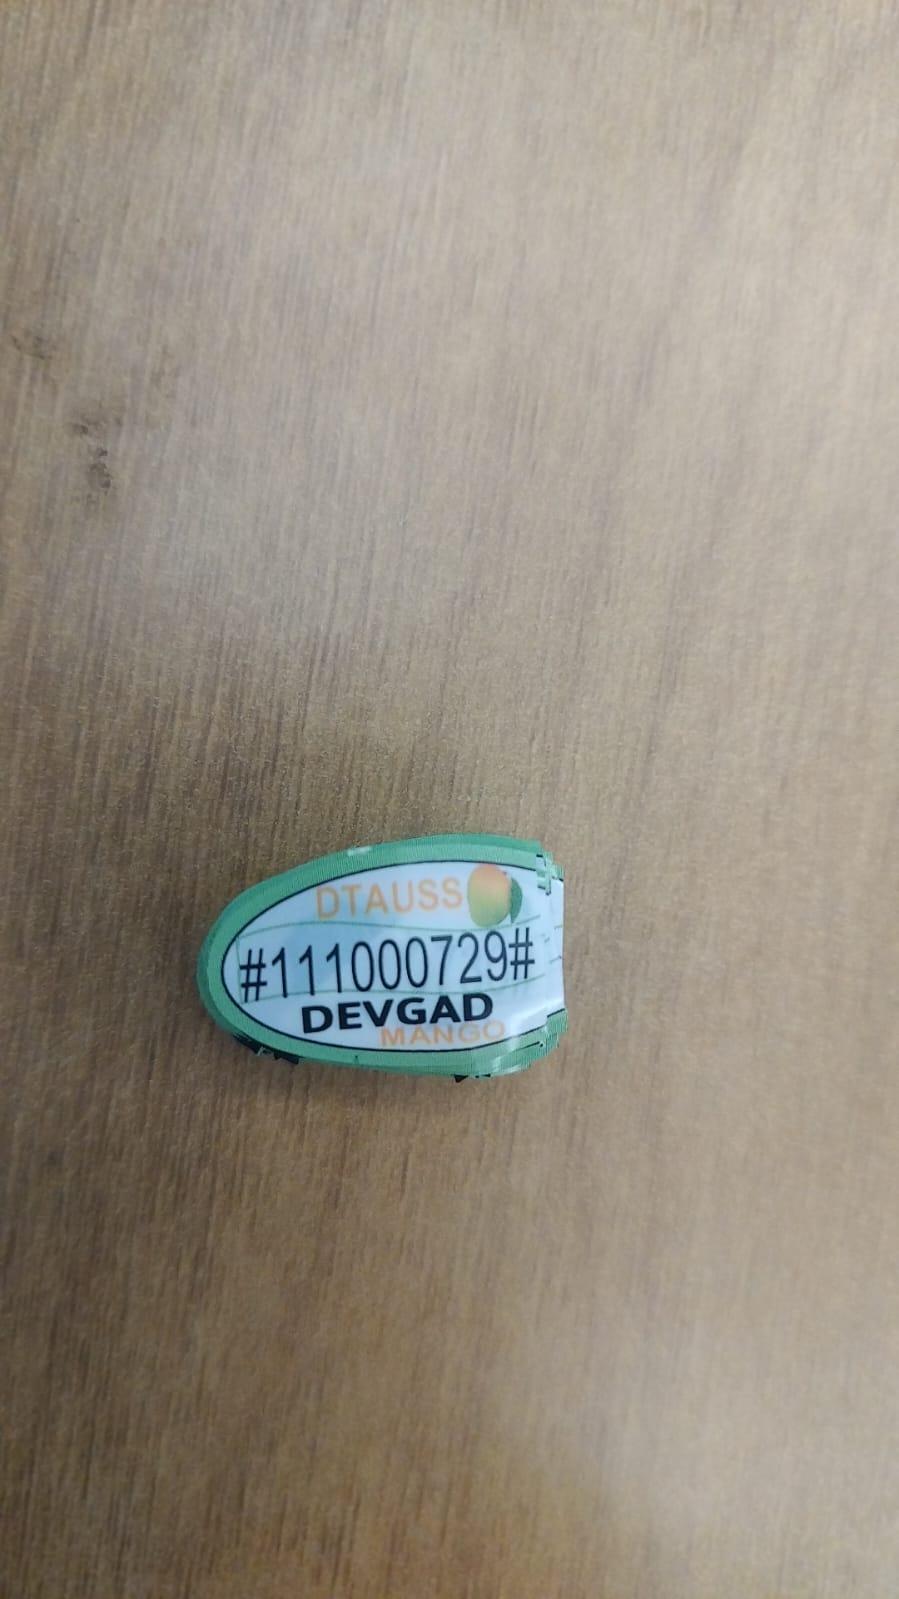 DTAUSS
#111000729#
DEVGAD
MANGO